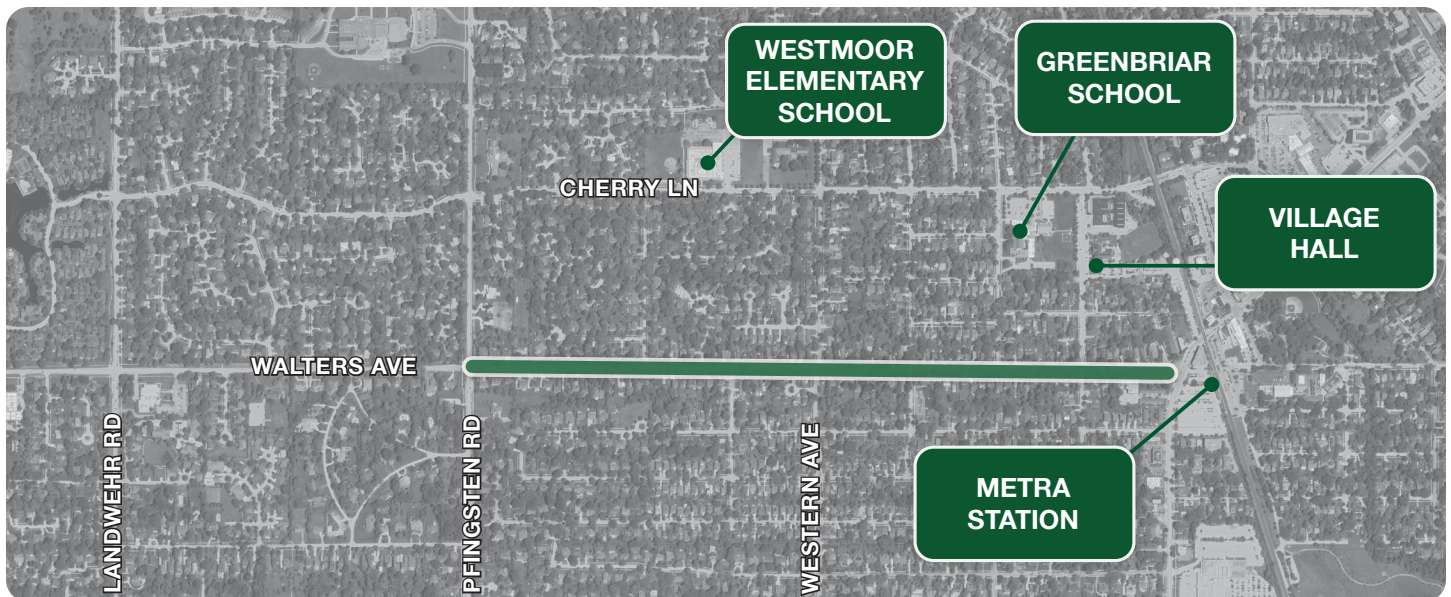 WESTMOOR
ELEMENTARY
SCHOOL
GREENBRIAR
SCHOOL
CHERRY LN
VILLAGE
HALL
WALTERS AVE
LANDWEHR RD
PFINGSTEN RD
WESTERN AVE
METRA
STATION